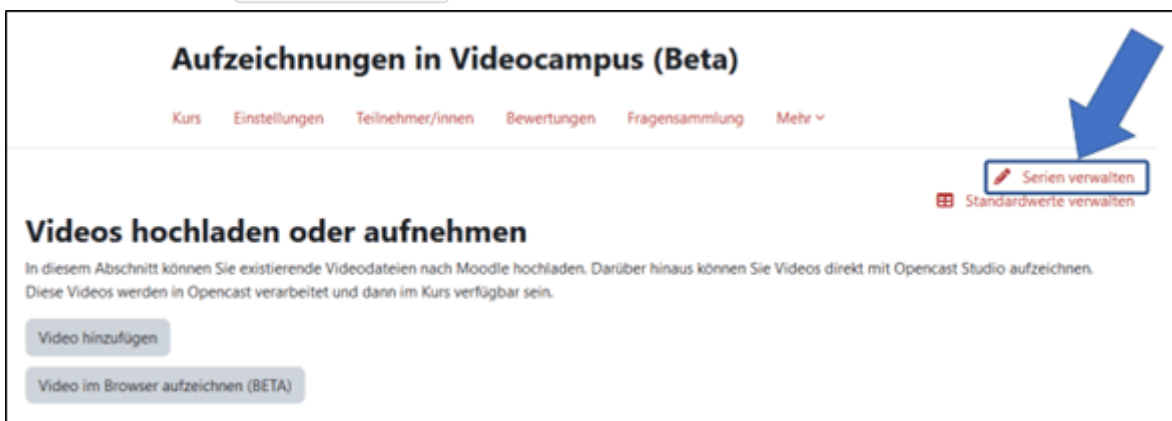 Aufzeichnungen in Videocampus (Beta)
Kurs Einstellungen Teilnehmer/innen Bewertungen Fragensammlung Mehr
Serien verwalten
Standardwerte verwalten
Videos hochladen oder aufnehmen
In diesem Abschnitt können Sie existierende Videodateien nach Moodle hochladen. Darüber hinaus können Sie Videos direkt mit Opencast Studio aufzeichnen.
Diese Videos werden in Opencast verarbeitet und dann im Kurs verfügbar sein.
Video hinzufügen
Video im Browser aufzeichnen (BETA)